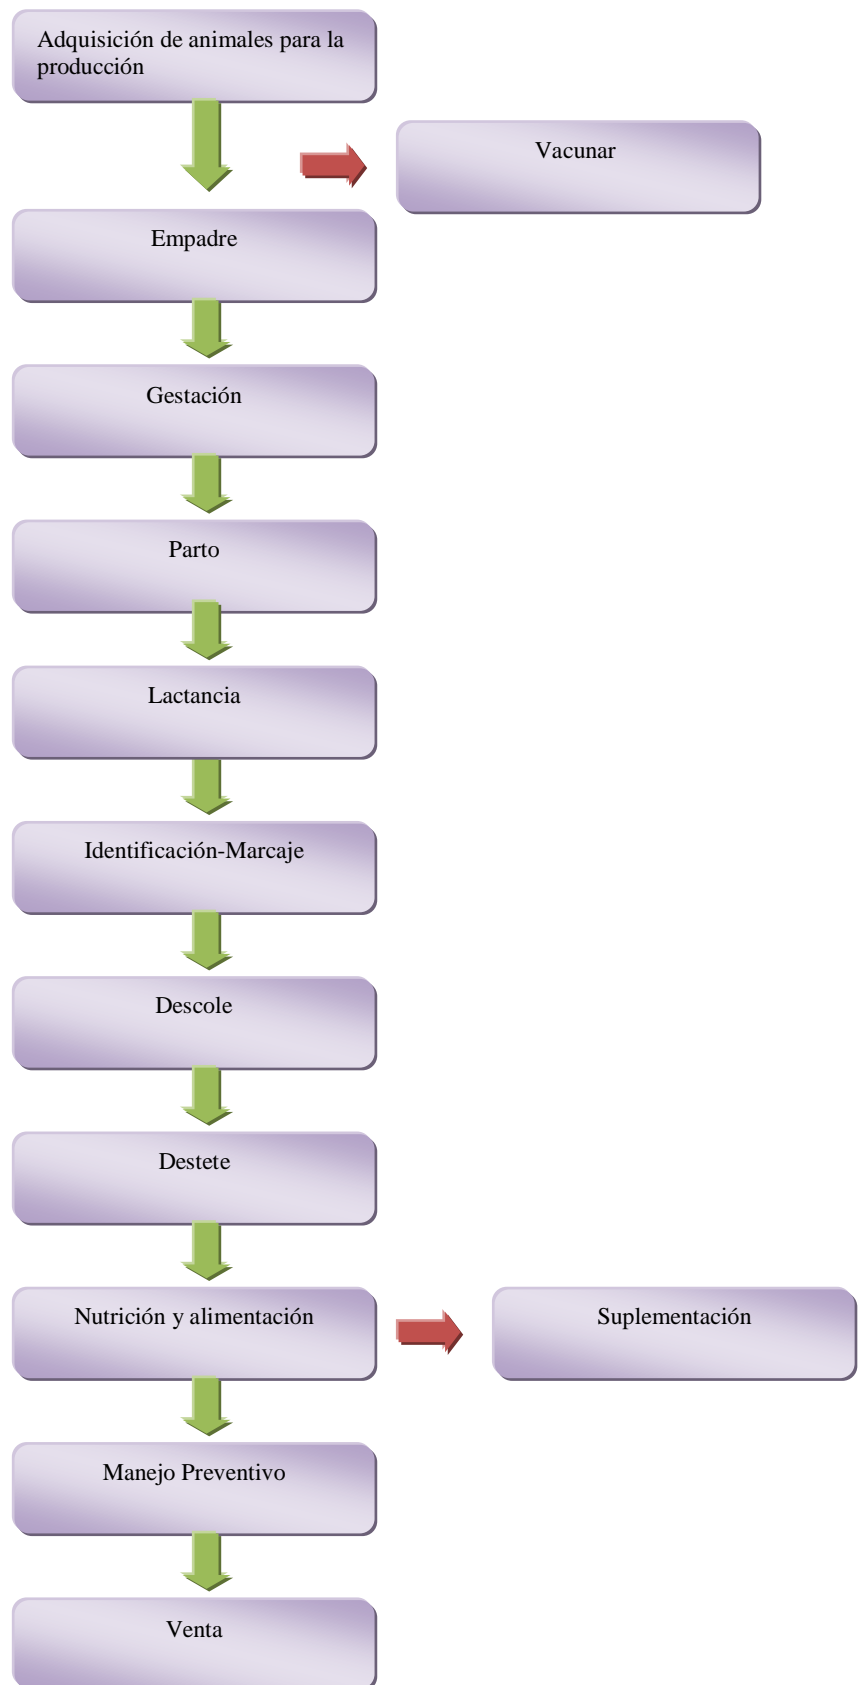 Adquisición de animales para la
producción
Vacunar
Empadre
Gestación
Parto
Lactancia
Identificación-Marcaje
Descole
Destete
Nutrición y alimentación
Suplementación
Manejo Preventivo
Venta